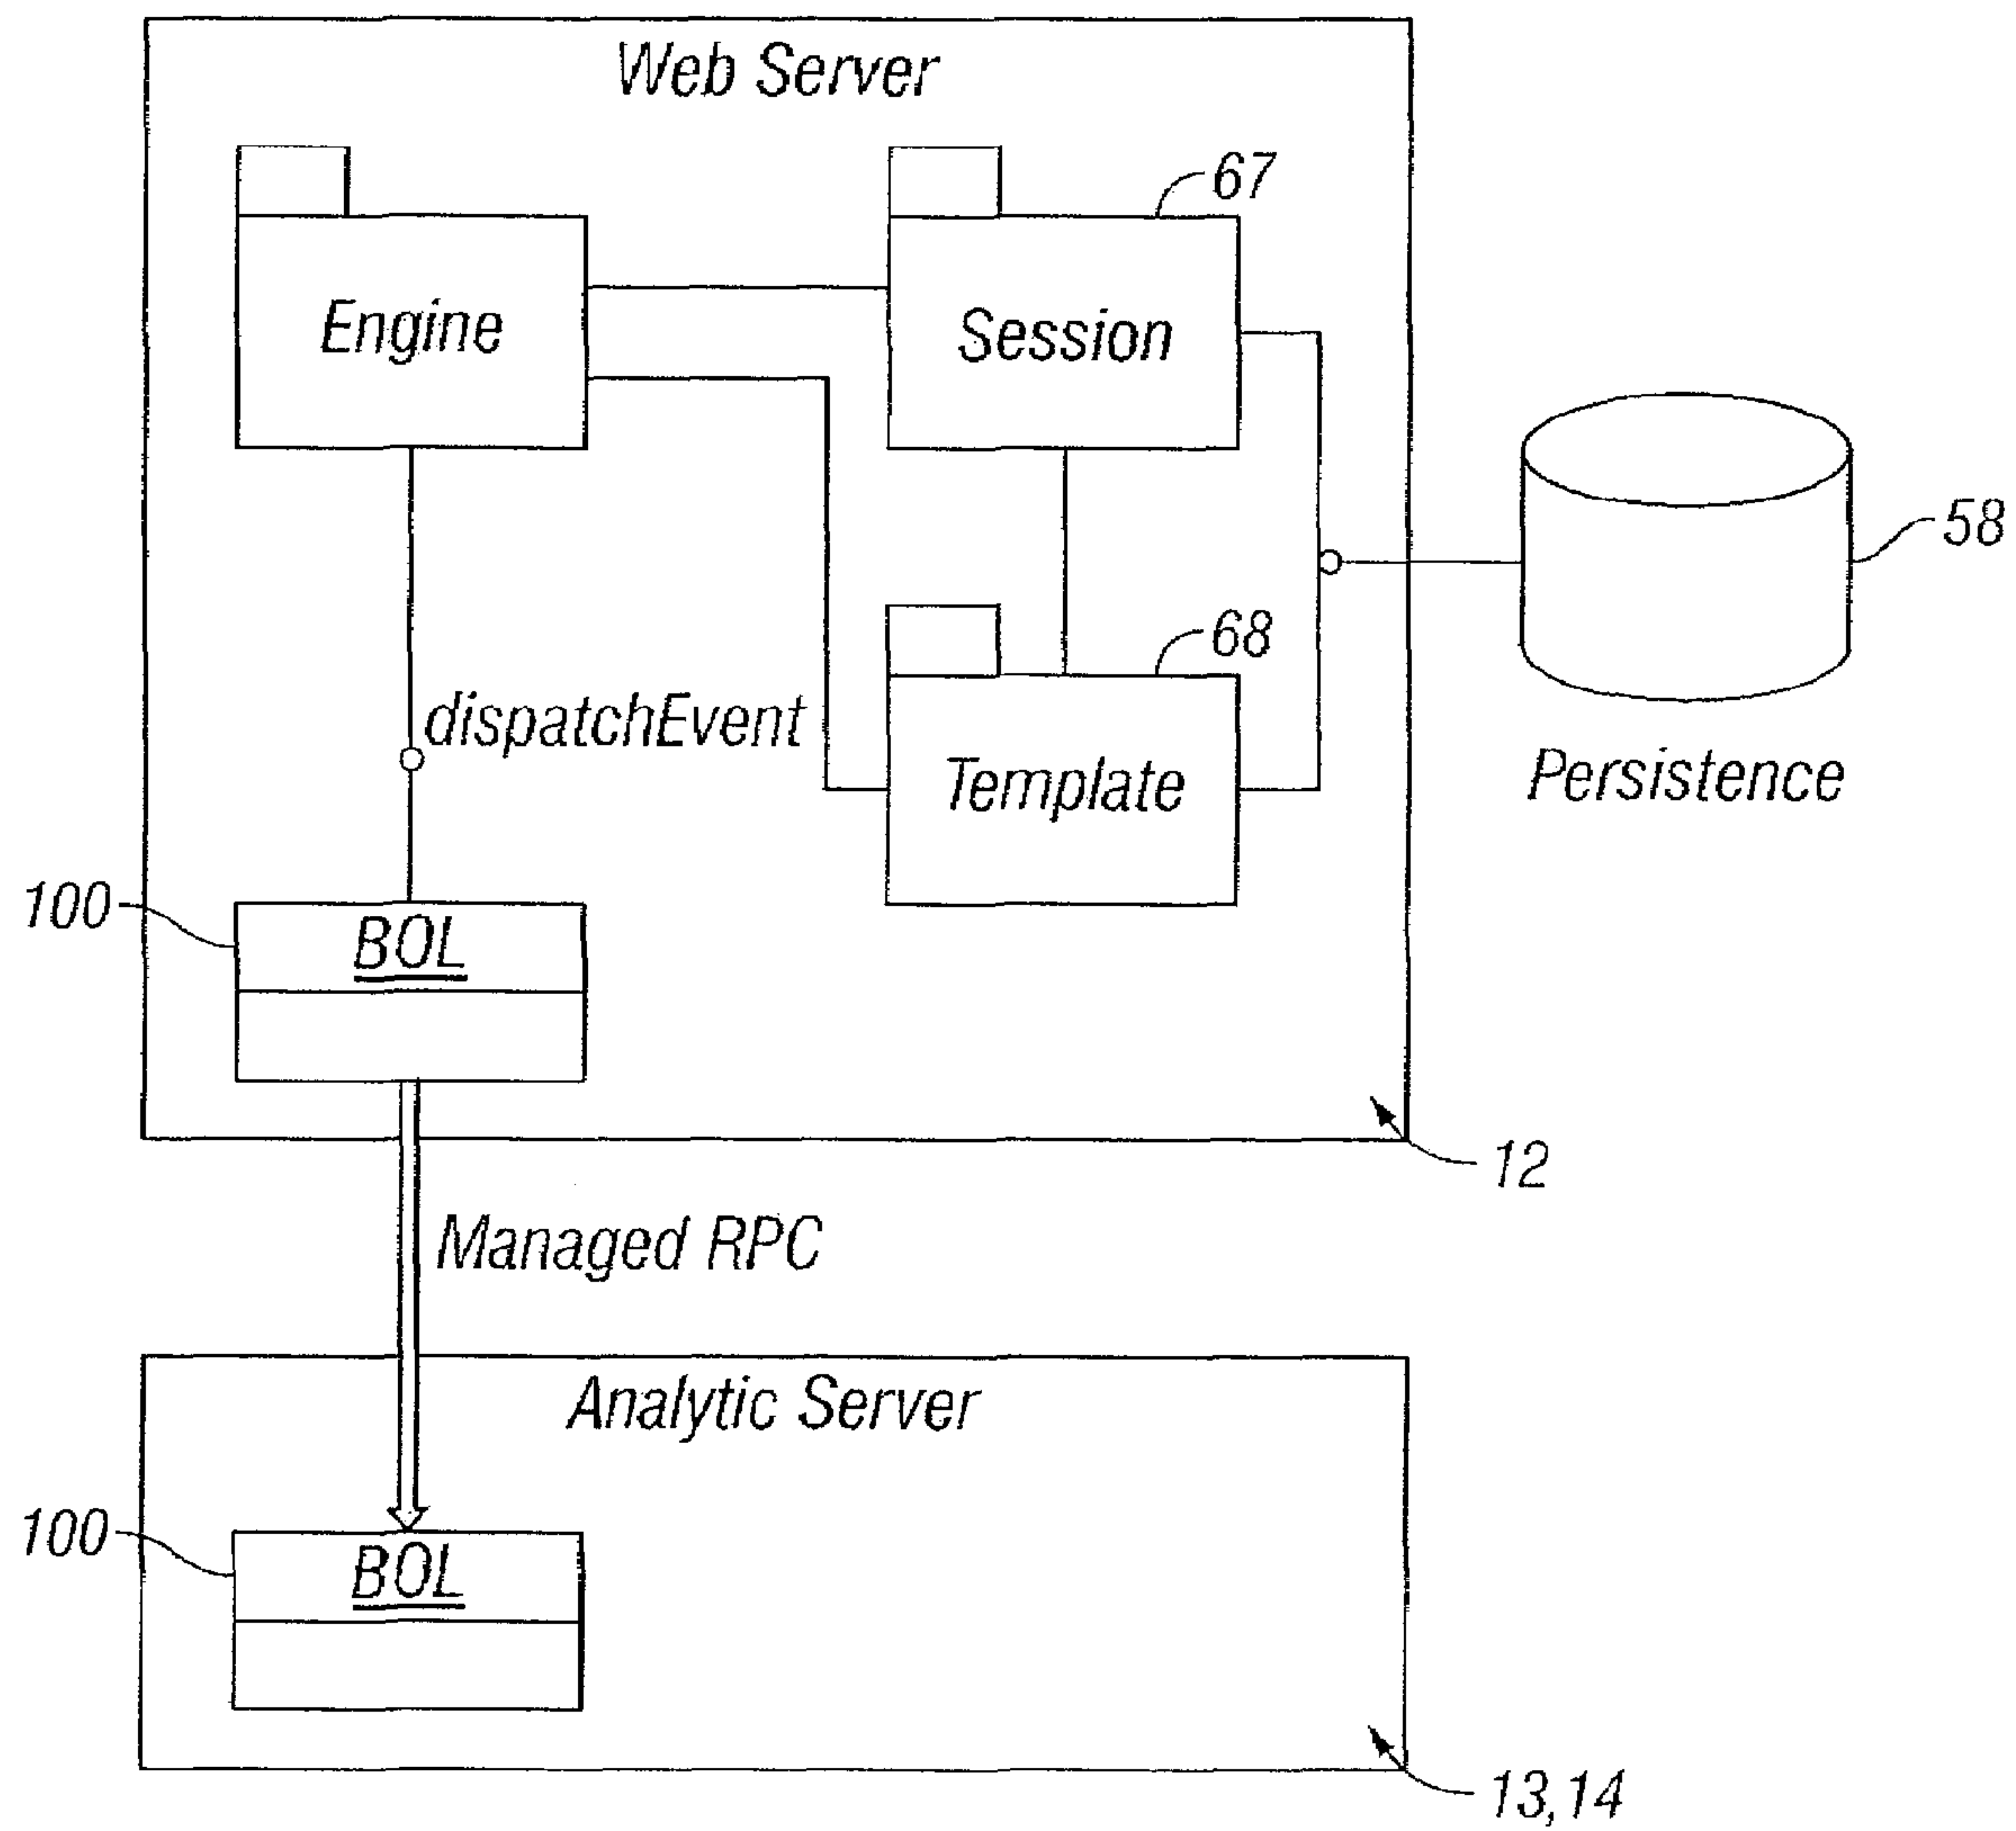 Web Server
67
Engine
Session
58
68
dispatchEvent
Template
Persistence
100
BOL
12
Managed RPC
Analytic Server
100
BOL
13,14